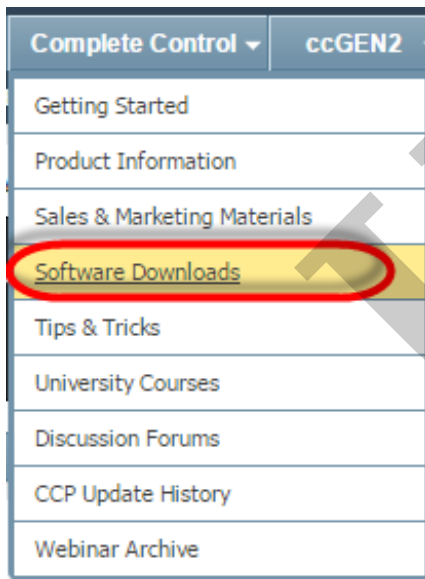 Complete Control ccGEN2
Getting Started
Product Information
Sales & Marketing Materials
Software Downloads
Tips & Tricks
University Courses
Discussion Forums
CCP Update History
Webinar Archive